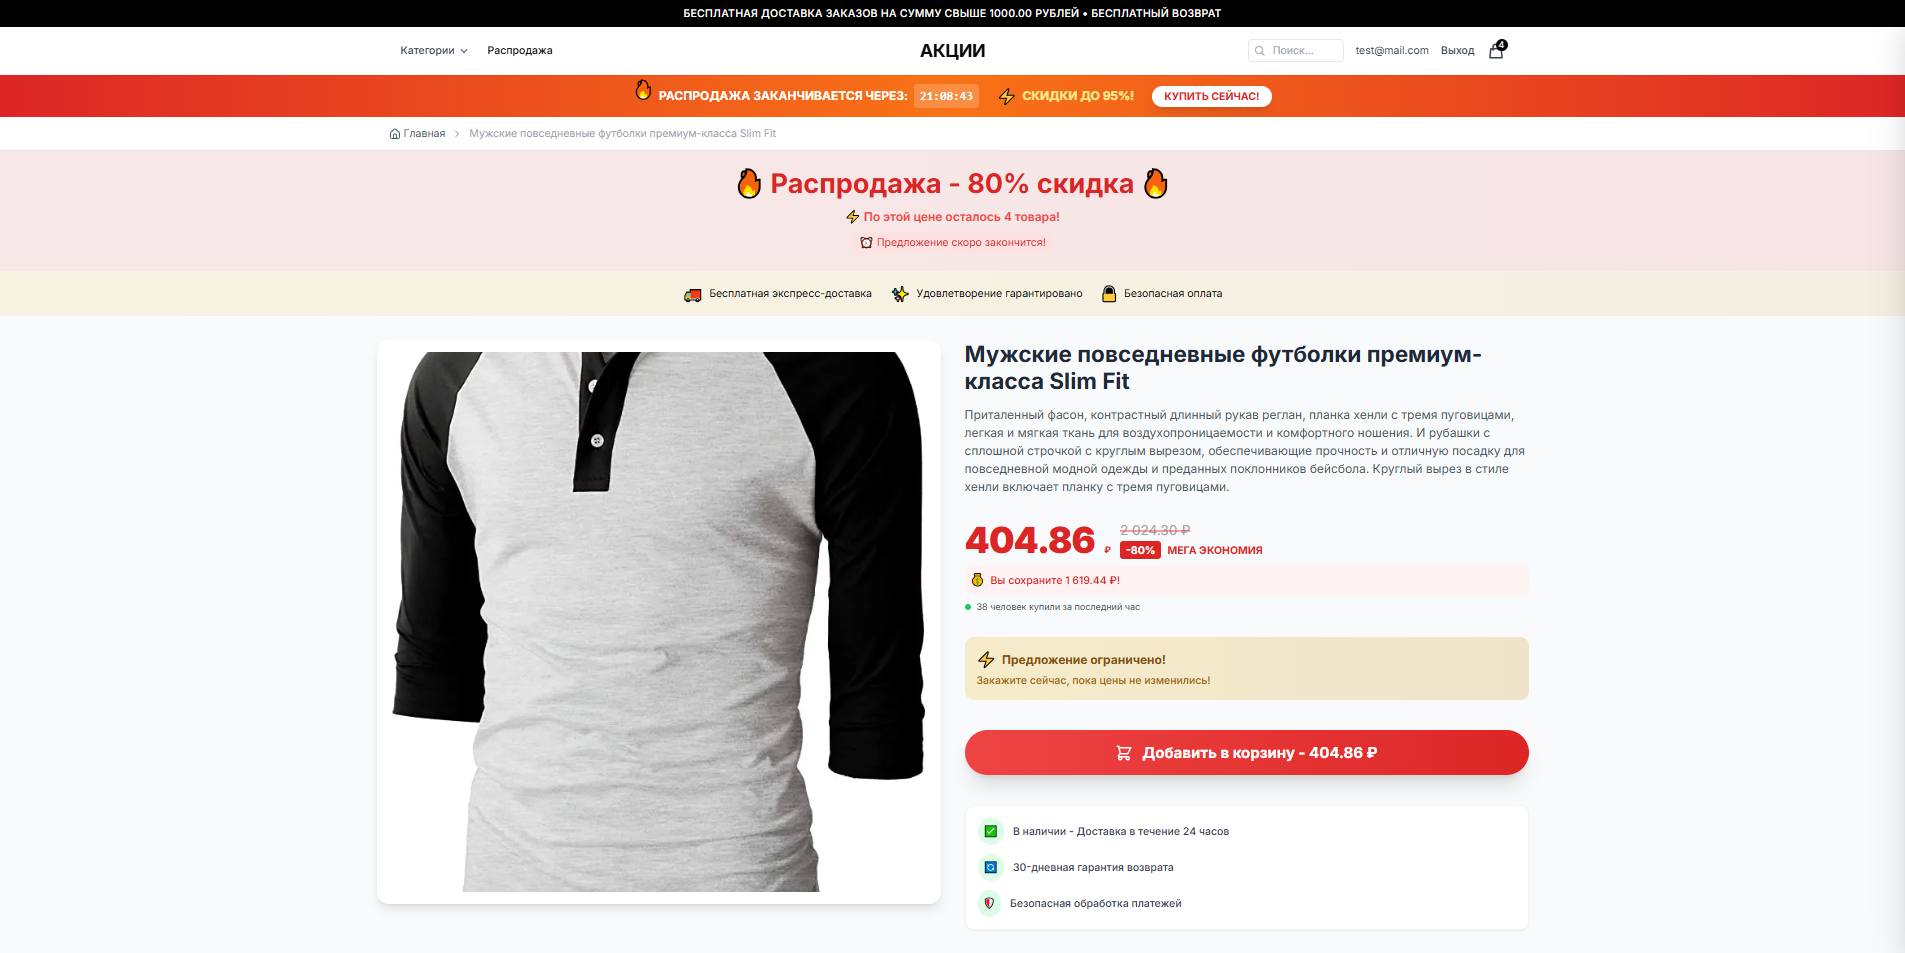 БЕСПЛАТНАЯ ДОСТАВКА ЗАКАЗОВ НА СУММУ СВЫШЕ 1000.00 РУБЛЕЙ • БЕСПЛАТНЫЙ ВОЗВРАТ
Категории Распродажа АКЦИИ Поиск... test@mail.com Выход 4
РАСПРОДАЖА ЗАКАНЧИВАЕТСЯ ЧЕРЕЗ: 21:08:43 СКИДКИ ДО 95%! КУПИТЬ СЕЙЧАС!
Главная Мужские повседневные футболки премиум-класса Slim Fit
Распродажа - 80% скидка
По этой цене осталось 4 товара!
Предложение скоро закончится!
Бесплатная экспресс-доставка Удовлетворение гарантировано Безопасная оплата
Мужские повседневные футболки премиум-
класса Slim Fit
Приталенный фасон, контрастный длинный рукав реглан, планка хенли с тремя пуговицами,
легкая и мягкая ткань для воздухопроницаемости и комфортного ношения. И рубашки с
сплошной строчкой с круглым вырезом, обеспечивающие прочность и отличную посадку для
повседневной модной одежды и преданных поклонников бейсбола. Круглый вырез в стиле
хенли включает планку с тремя пуговицами.
404.86 ₽ 2 024.30 ₽
-80% МЕГА ЭКОНОМИЯ
Вы сохраните 1 619.44 ₽!
38 человек купили за последний час
Предложение ограничено!
Закажите сейчас, пока цены не изменились!
Добавить в корзину - 404.86 ₽
В наличии - Доставка в течение 24 часов
30-дневная гарантия возврата
Безопасная обработка платежей